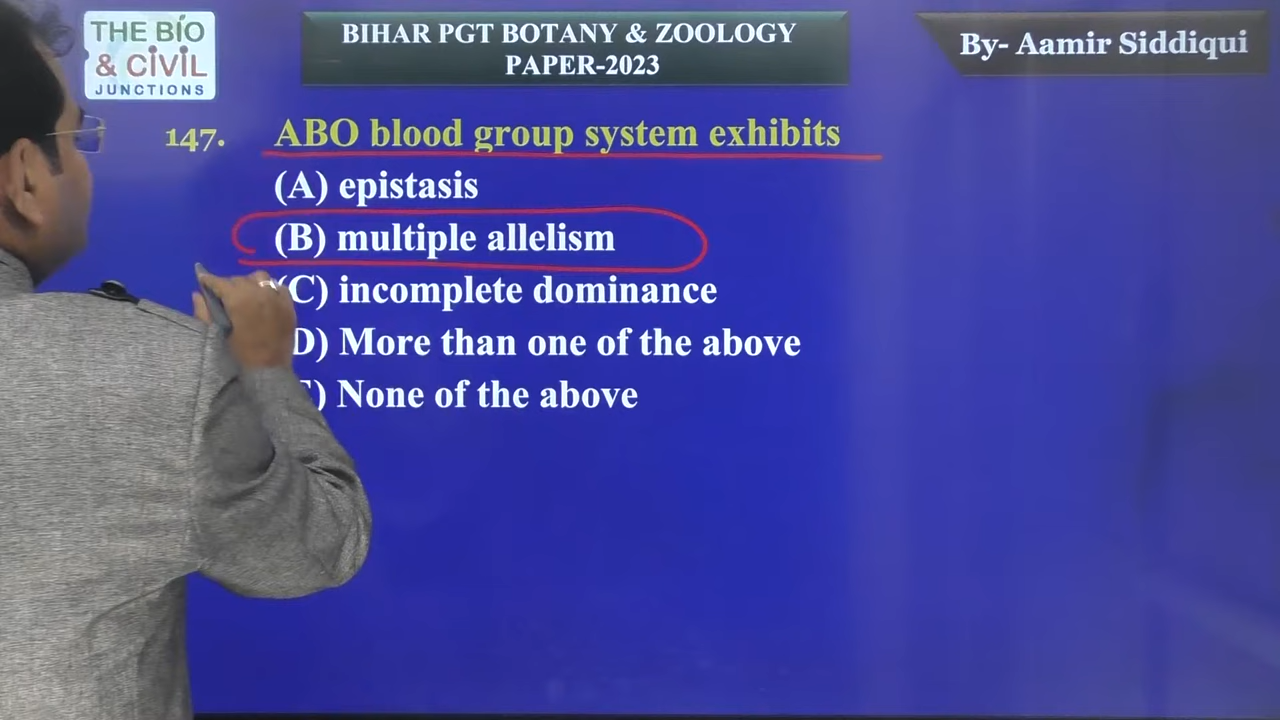 THE BIO
& CIVIL
JUNCTIONS
BIHAR PGT BOTANY & ZOOLOGY
PAPER-2023
By- Aamir Siddiqui
147. ABO blood group system exhibits
(A) epistasis
(B) multiple allelism
(C) incomplete dominance
D) More than one of the above
) None of the above